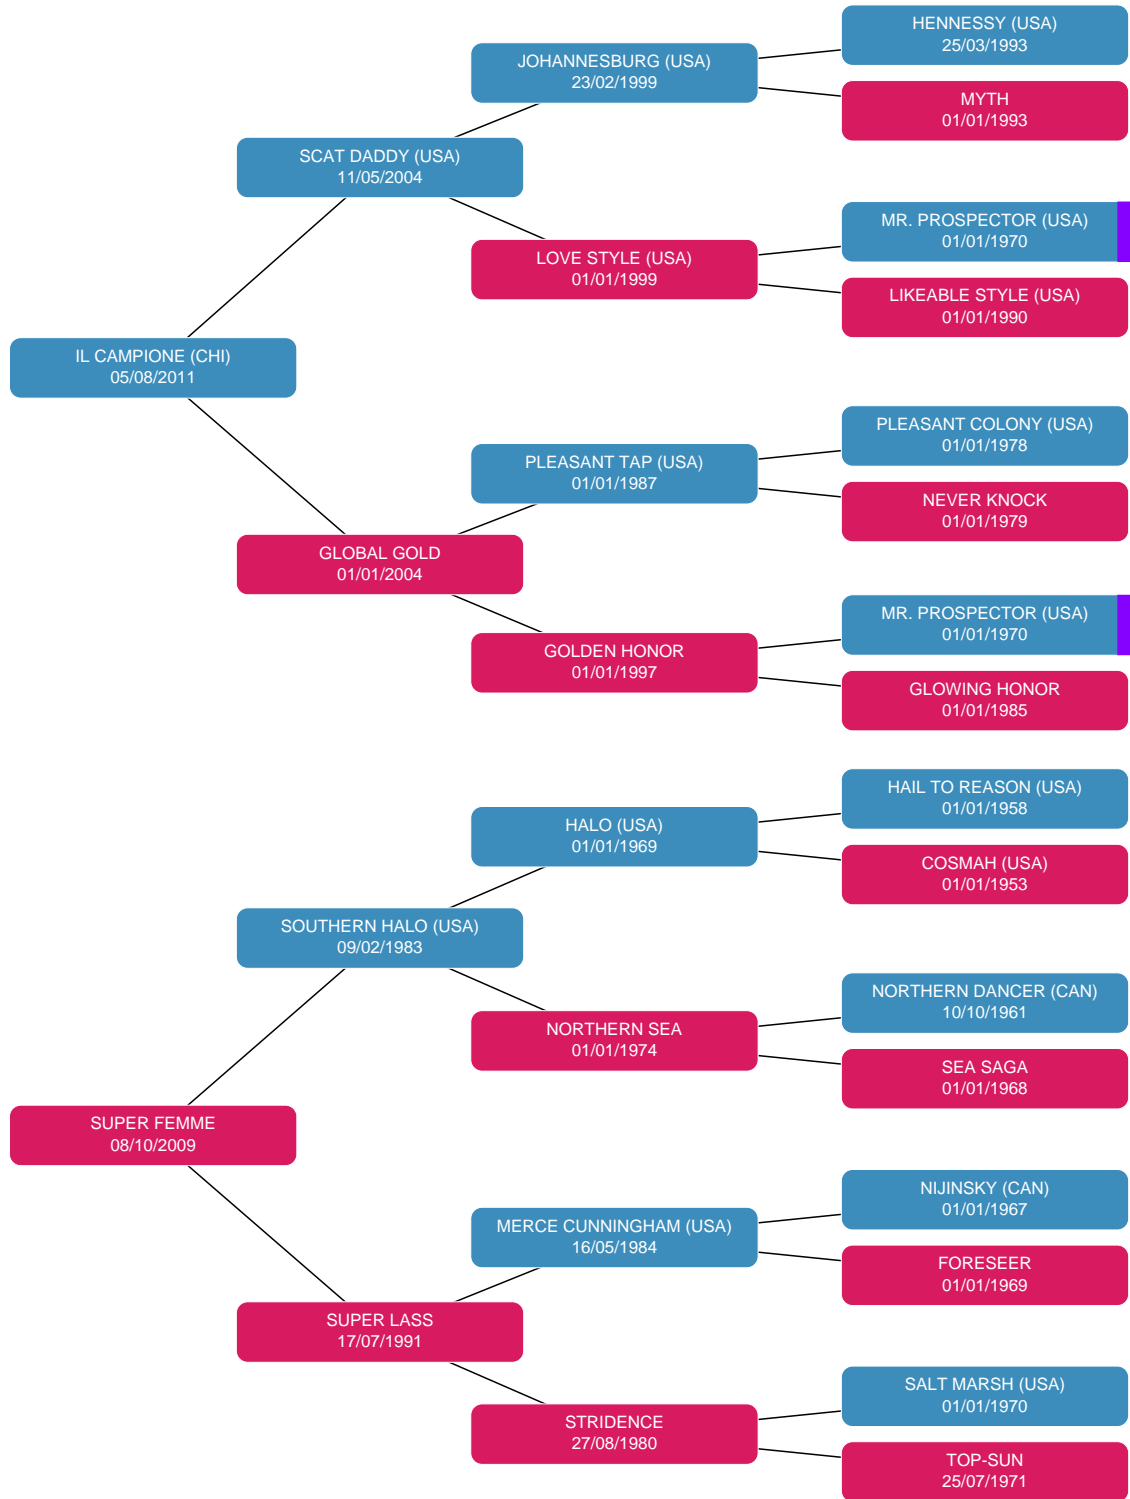 HENNESSY (USA)
25/03/1993
JOHANNESBURG (USA)
23/02/1999
MYTH
01/01/1993
SCAT DADDY (USA)
11/05/2004
MR. PROSPECTOR (USA)
01/01/1970
LOVE STYLE (USA)
01/01/1999
LIKEABLE STYLE (USA)
01/01/1990
IL CAMPIONE (CHI)
05/08/2011
PLEASANT COLONY (USA)
01/01/1978
PLEASANT TAP (USA)
01/01/1987
NEVER KNOCK
01/01/1979
GLOBAL GOLD
01/01/2004
MR. PROSPECTOR (USA)
01/01/1970
GOLDEN HONOR
01/01/1997
GLOWING HONOR
01/01/1985
HAIL TO REASON (USA)
01/01/1958
HALO (USA)
01/01/1969
COSMAH (USA)
01/01/1953
SOUTHERN HALO (USA)
09/02/1983
NORTHERN DANCER (CAN)
10/10/1961
NORTHERN SEA
01/01/1974
SEA SAGA
01/01/1968
SUPER FEMME
08/10/2009
NIJINSKY (CAN)
01/01/1967
MERCE CUNNINGHAM (USA)
16/05/1984
FORESEER
01/01/1969
SUPER LASS
17/07/1991
SALT MARSH (USA)
01/01/1970
STRIDENCE
27/08/1980
TOP-SUN
25/07/1971